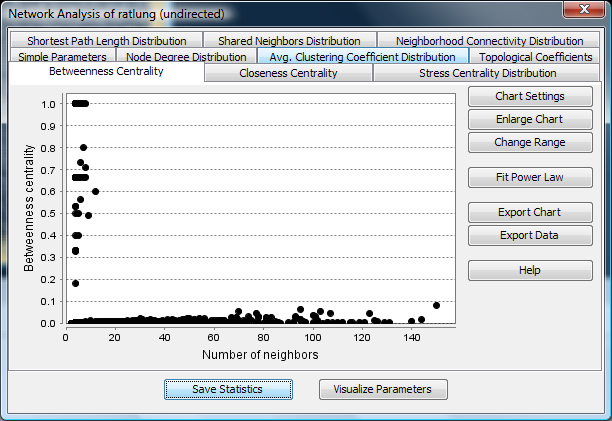 Network Analysis of ratlung (undirected)
Shortest Path Length Distribution Shared Neighbors Distribution Neighborhood Connectivity Distribution
Simple Parameters Node Degree Distribution Avg. Clustering Coefficient Distribution Topological Coefficients
Betweenness Centrality Closeness Centrality Stress Centrality Distribution
Betweenness centrality
1.0
0.9
0.8
0.7
0.6
0.5
0.4
0.3
0.2
0.1
0.0
0 20 40 60 80 100 120 140
Number of neighbors
Chart Settings
Enlarge Chart
Change Range
Fit Power Law
Export Chart
Export Data
Help
Save Statistics Visualize Parameters